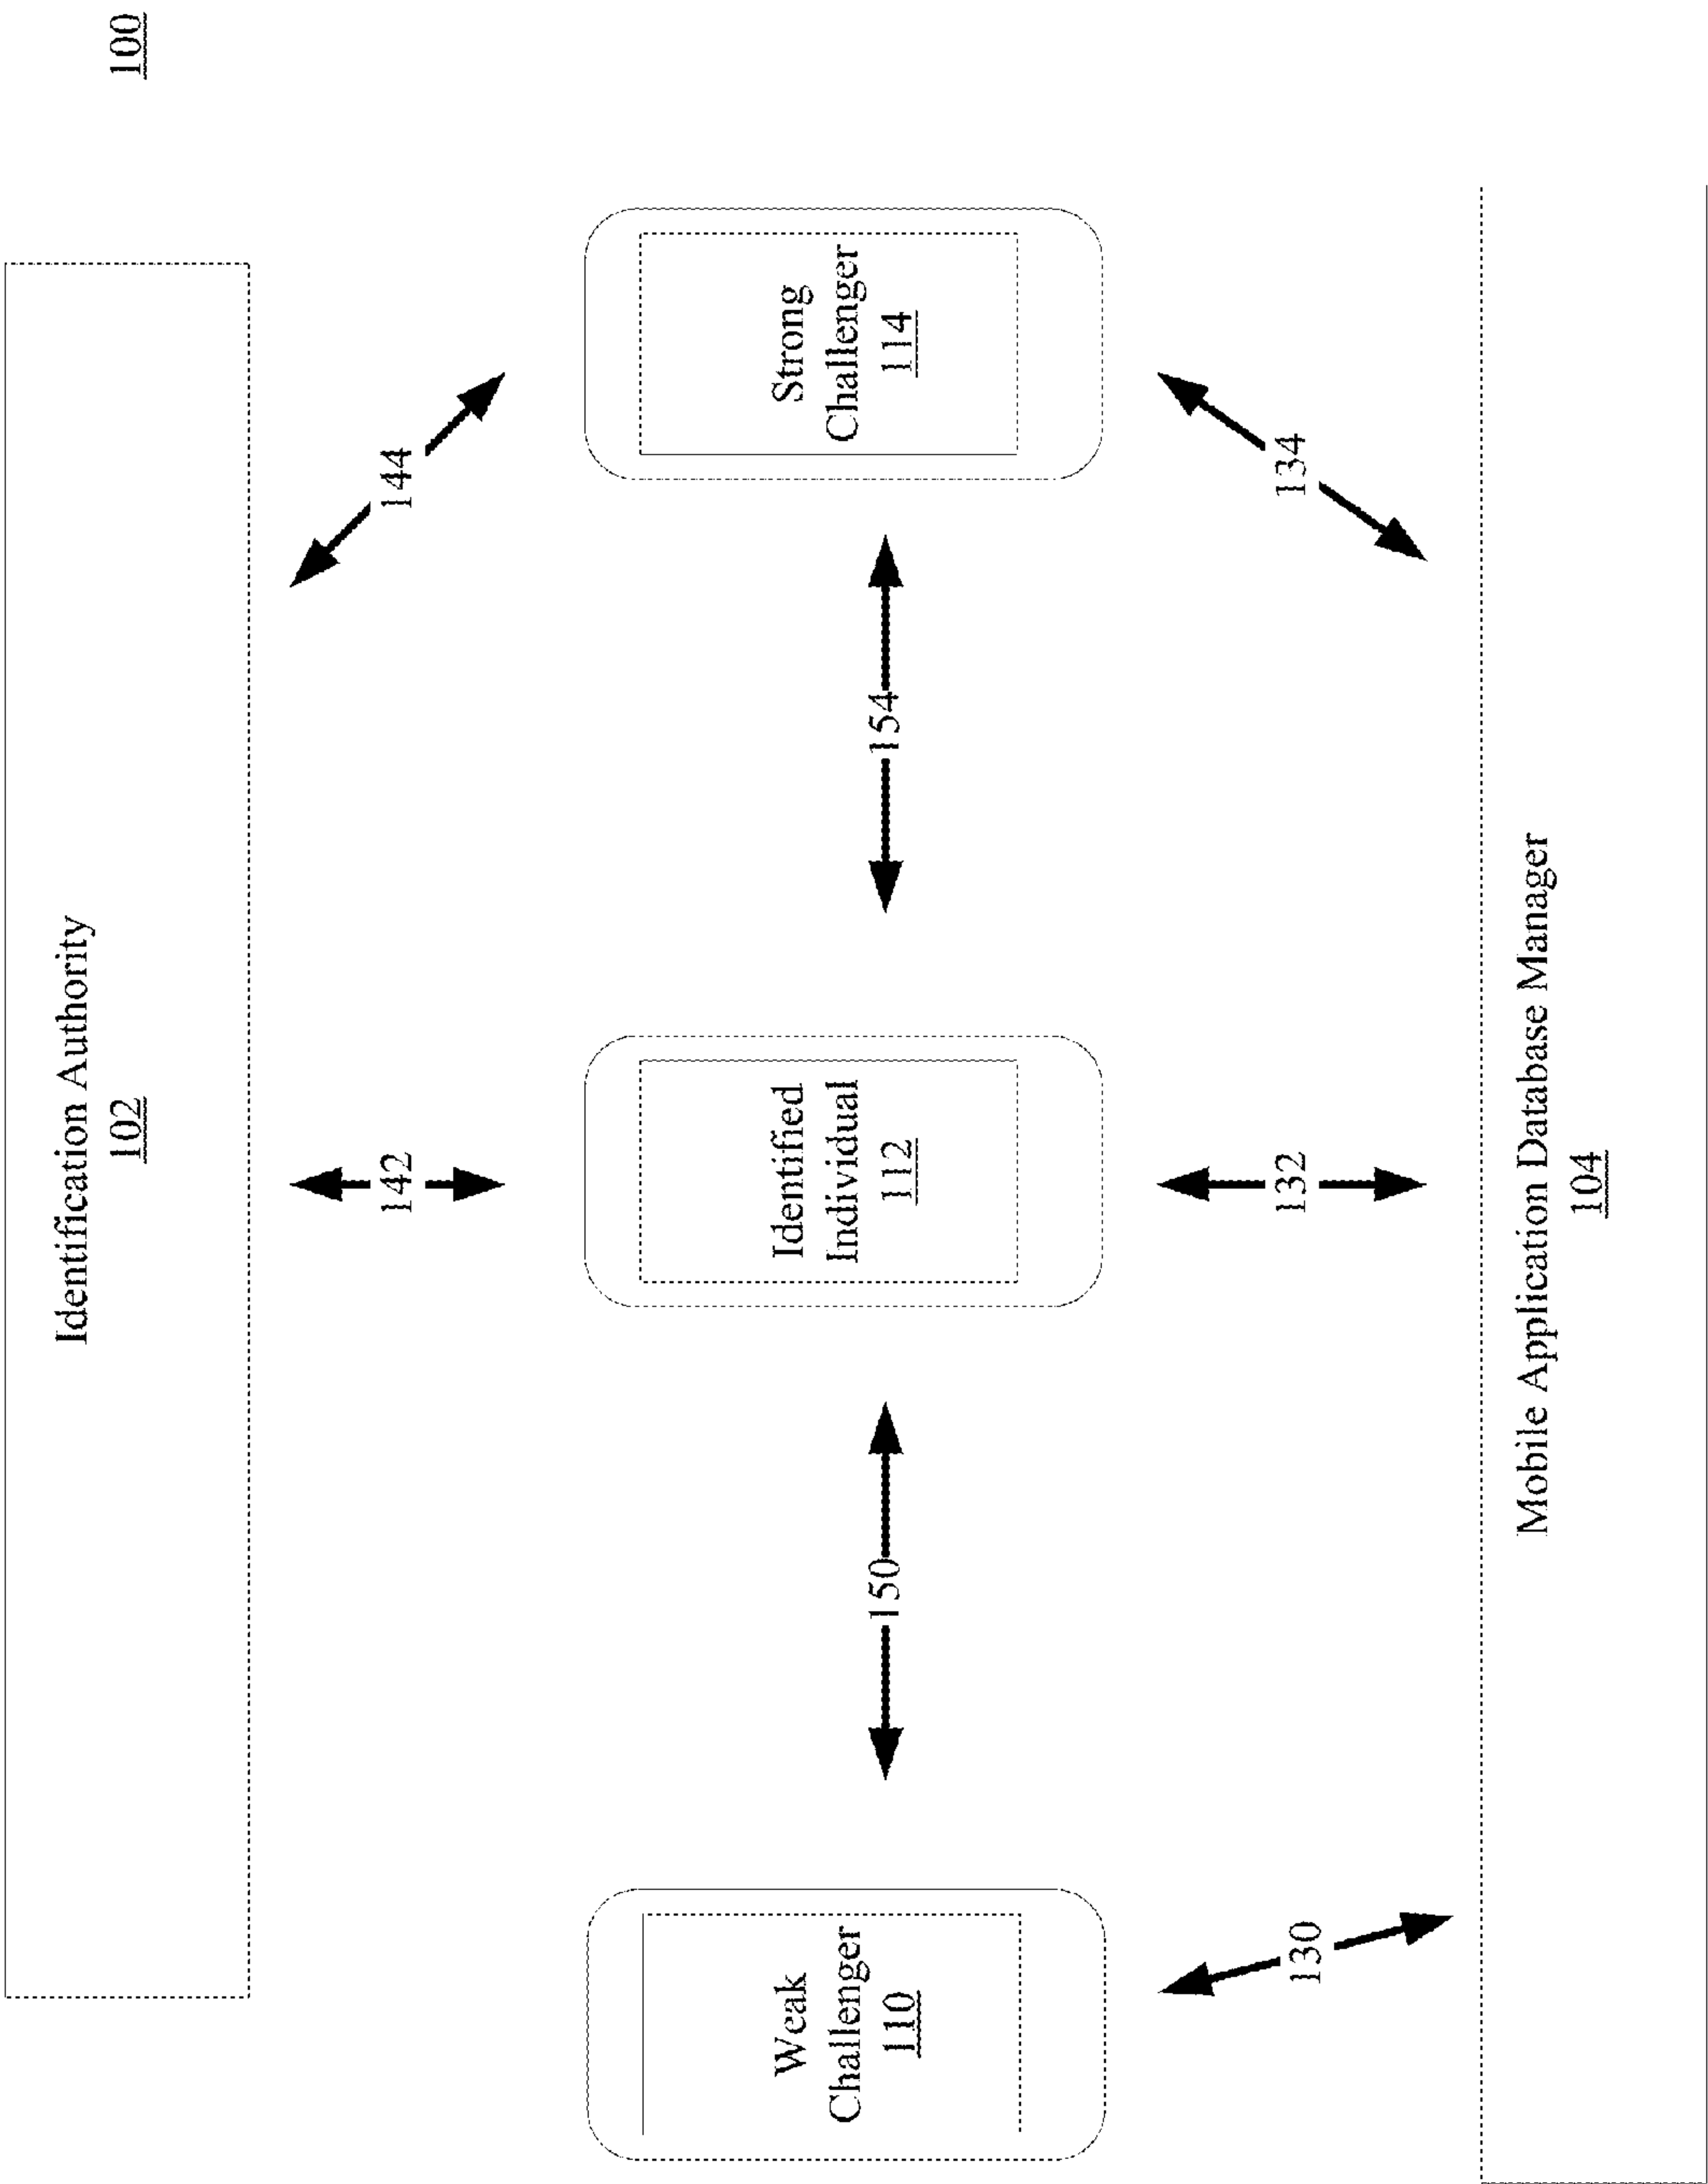 100
Identification Authority
102
142
144
Weak
Challenger
110
150
Identified
Individual
112
154
Strong
Challenger
114
130
132
134
Mobile Application Database Manager
104